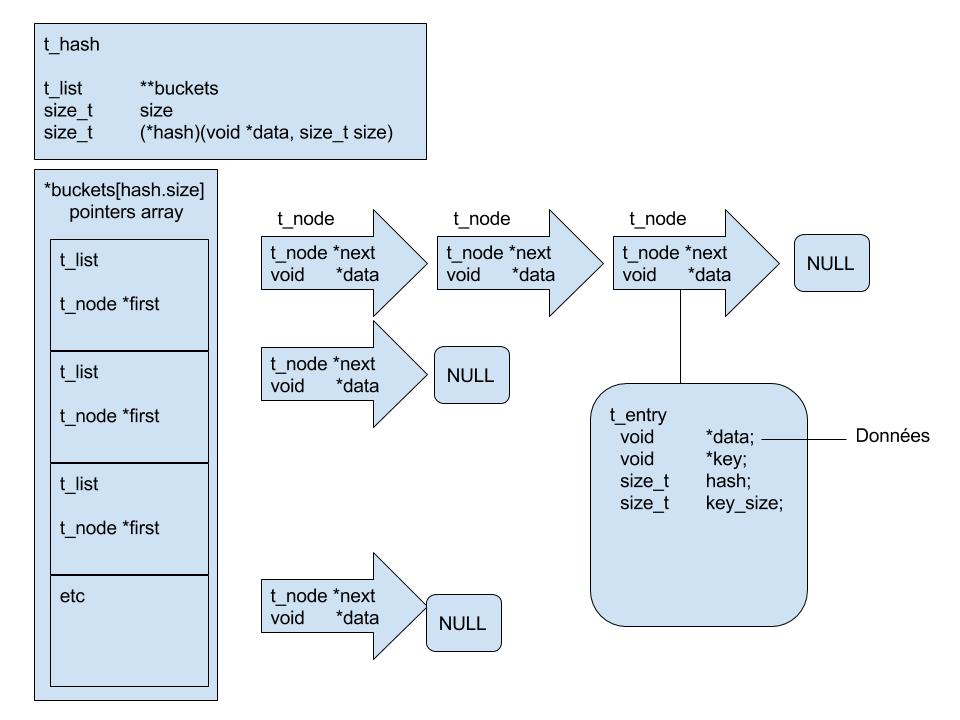 t_hash
t_list **buckets
size_t size
size_t (*hash)(void *data, size_t size)
*buckets[hash.size]
pointers array
t_list
t_node *first
t_list
t_node *first
t_list
t_node *first
etc
t_node
t_node *next
void *data
t_node
t_node *next
void *data
t_node
t_node *next
void *data
NULL
t_node *next
void *data
NULL
t_entry
void *data;
void *key;
size_t hash;
size_t key_size;
Données
t_node *next
void *data
NULL